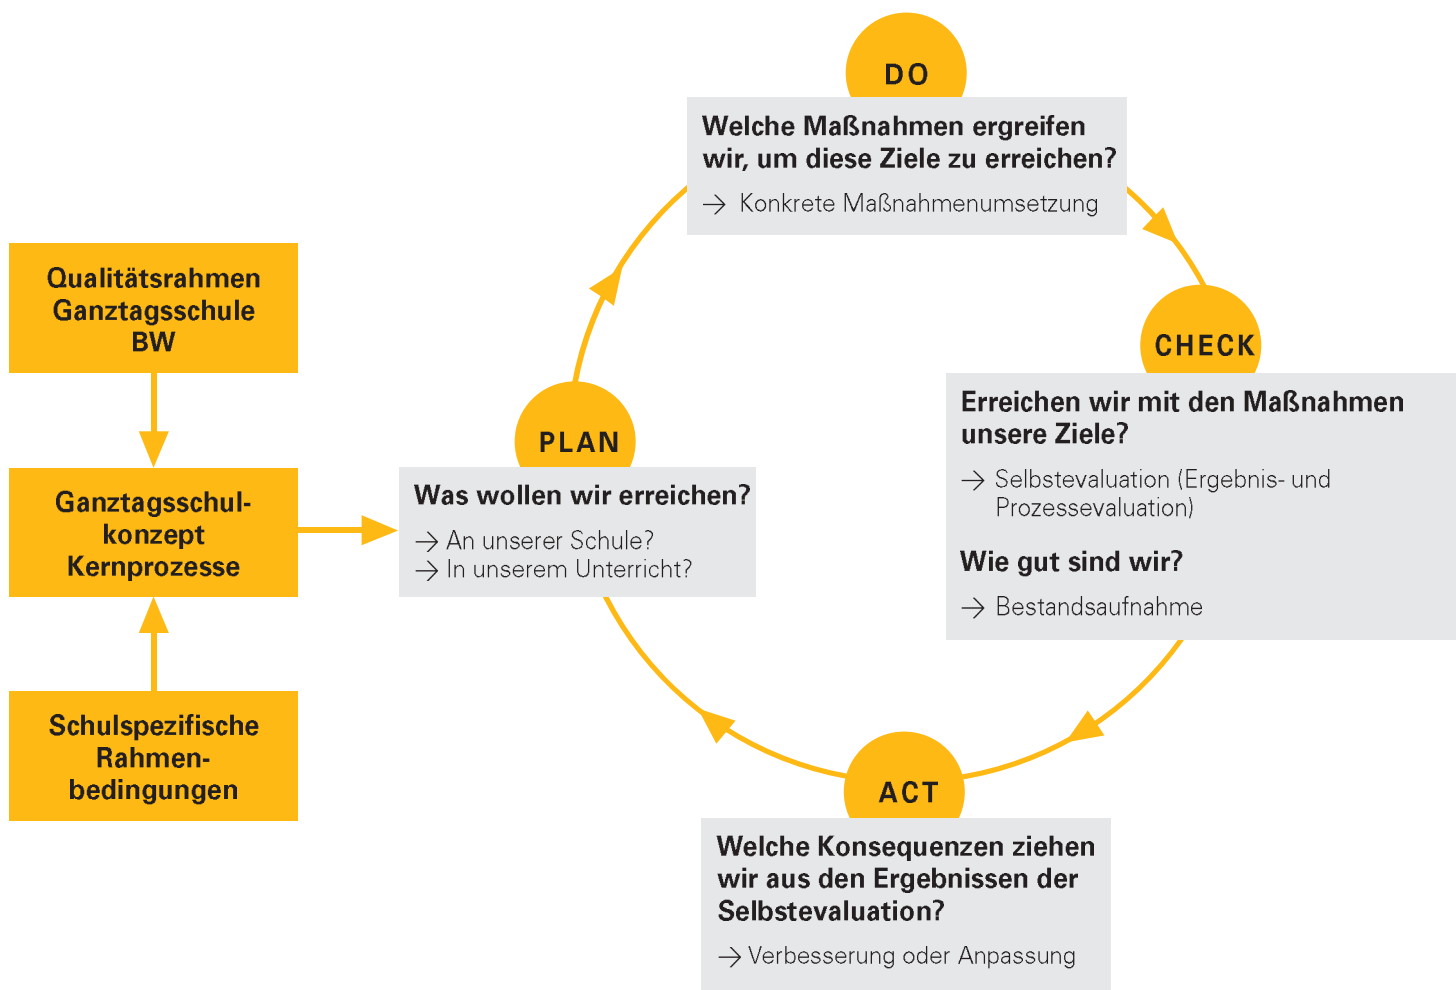 Qualitätsrahmen
Ganztagsschule
BW
Ganztagsschul-
konzept
Kernprozesse
Schulspezifische
Rahmen-
bedingungen
PLAN
Was wollen wir erreichen?
→ An unserer Schule?
→ In unserem Unterricht?
DO
Welche Maßnahmen ergreifen
wir, um diese Ziele zu erreichen?
→ Konkrete Maßnahmenumsetzung
CHECK
Erreichen wir mit den Maßnahmen
unsere Ziele?
→ Selbstevaluation (Ergebnis- und
Prozessevaluation)
Wie gut sind wir?
→ Bestandsaufnahme
ACT
Welche Konsequenzen ziehen
wir aus den Ergebnissen der
Selbstevaluation?
→ Verbesserung oder Anpassung